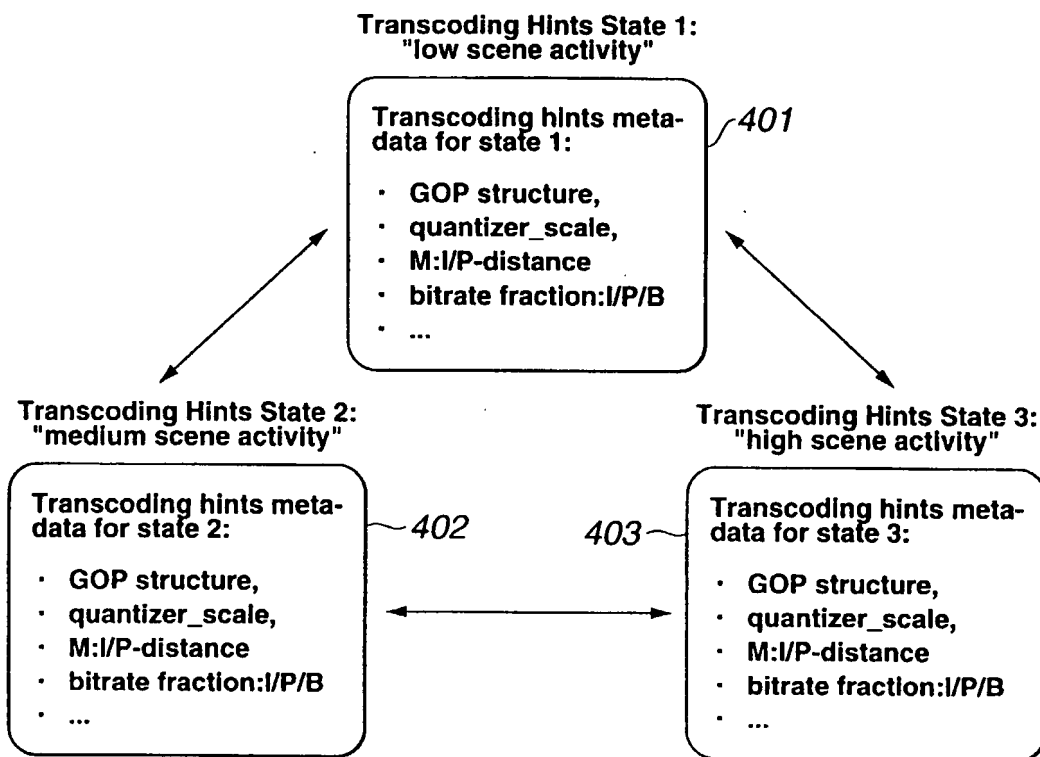 Transcoding Hints State 1:
"low scene activity"
Transcoding hints meta-
data for state 1:
· GOP structure,
· quantizer_scale,
· M:I/P-distance
· bitrate fraction:I/P/B
· ...
401
Transcoding Hints State 2:
"medium scene activity"
Transcoding hints meta-
data for state 2:
· GOP structure,
· quantizer_scale,
· M:I/P-distance
· bitrate fraction:I/P/B
· ...
402
Transcoding Hints State 3:
"high scene activity"
403
Transcoding hints meta-
data for state 3:
· GOP structure,
· quantizer_scale,
· M:I/P-distance
· bitrate fraction:I/P/B
· ...